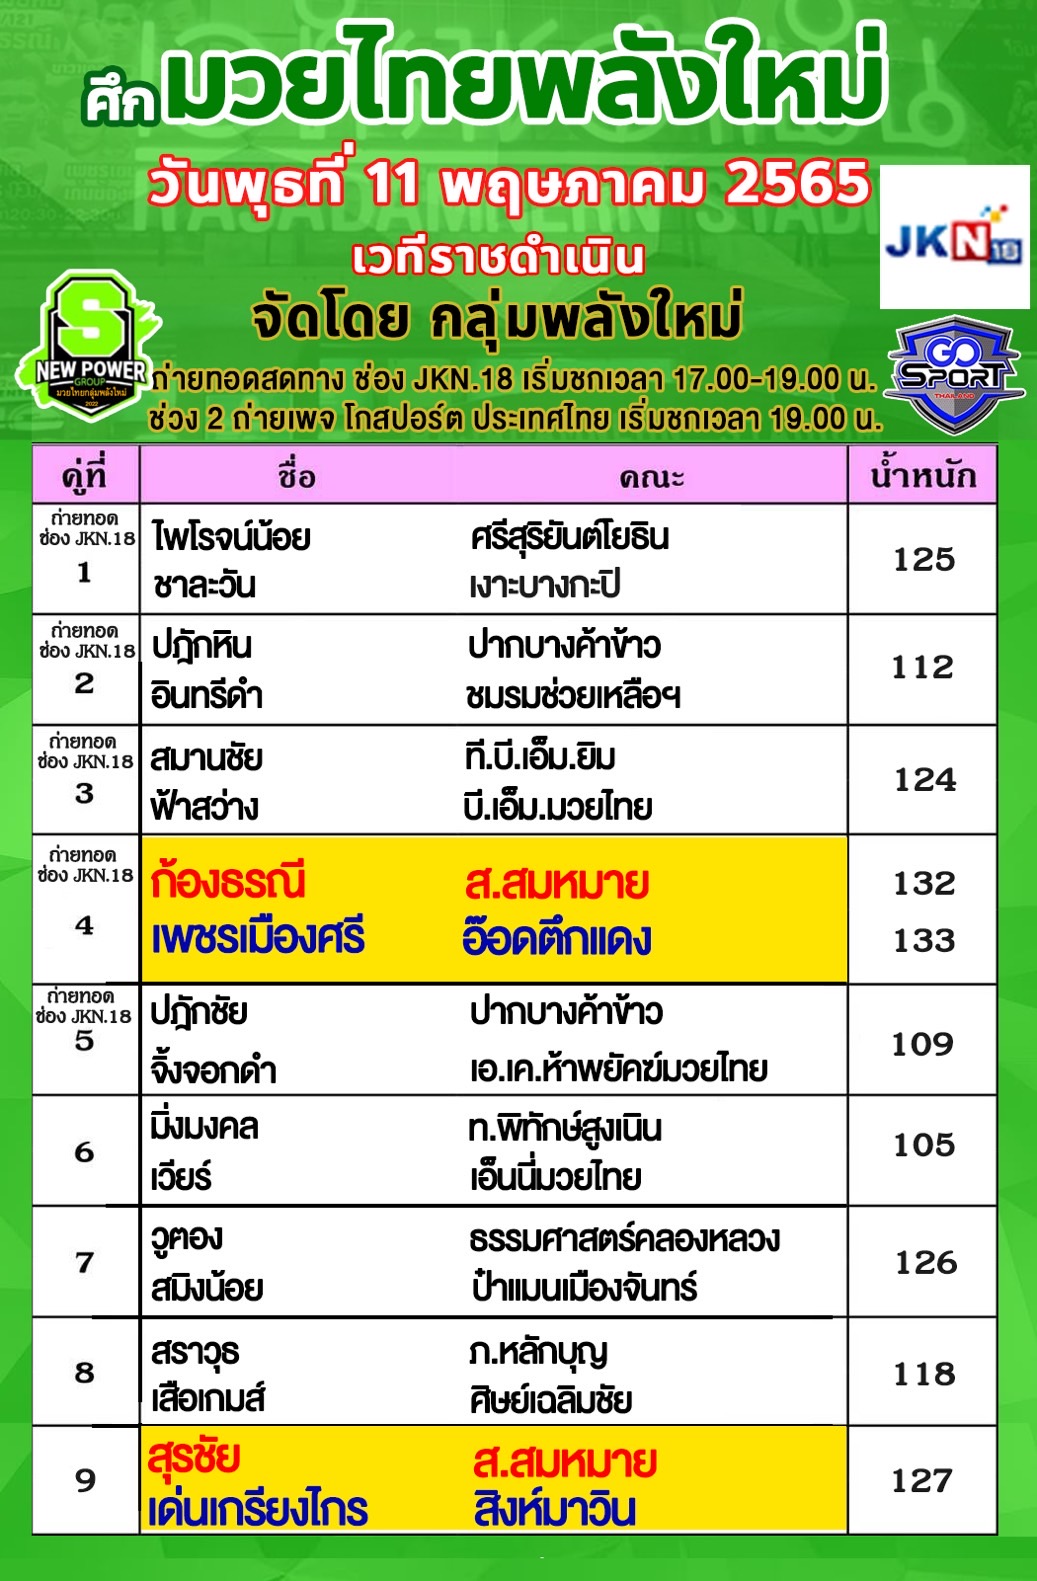 ศึกมวยไทยพลังใหม่
วันพุธที่ 11 พฤษภาคม 2565
เวทีราชดำเนิน
JKN18
จัดโดย กลุ่มพลังใหม่
S
NEW POWER
GROUP
มวยไทยกลุ่มพลังใหม่
2022
GO
SPORT
THAILAND
ถ่ายทอดสดทาง ช่อง JKN.18 เริ่มชกเวลา 17.00-19.00 น.
ช่วง 2 ถ่ายเพจ โกสปอร์ต ประเทศไทย เริ่มชกเวลา 19.00 น.
คู่ที่ ชื่อ คณะ น้ำหนัก
ถ่ายทอด
ช่อง JKN.18
1
ไพโรจน์น้อย ศรีสุริยันต์โยธิน
ชาละวัน เงาะบางกะปิ
125
ถ่ายทอด
ช่อง JKN.18
2
ปฎักหิน ปากบางค้าข้าว
อินทรีดำ ชมรมช่วยเหลือฯ
112
ถ่ายทอด
ช่อง JKN.18
3
สมานชัย ที.บี.เอ็ม.ยิม
ฟ้าสว่าง บี.เอ็ม.มวยไทย
124
ถ่ายทอด
ช่อง JKN.18
4
ก้องธรณี ส.สมหมาย 132
เพชรเมืองศรี อ๊อดตึกแดง 133
ถ่ายทอด
ช่อง JKN.18
5
ปฎักชัย ปากบางค้าข้าว
จิ้งจอกดำ เอ.เค.ห้าพยัคฆ์มวยไทย
109
6
มิ่งมงคล ท.พิทักษ์สูงเนิน
เวียร์ เอ็นนี่มวยไทย
105
7
วูฅอง ธรรมศาสตร์คลองหลวง
สมิงน้อย ป๋าแมนเมืองจันทร์
126
8
สราวุธ ภ.หลักบุญ
เสือเกมส์ ศิษย์เฉลิมชัย
118
9
สุรชัย ส.สมหมาย
เด่นเกรียงไกร สิงห์มาวิน
127